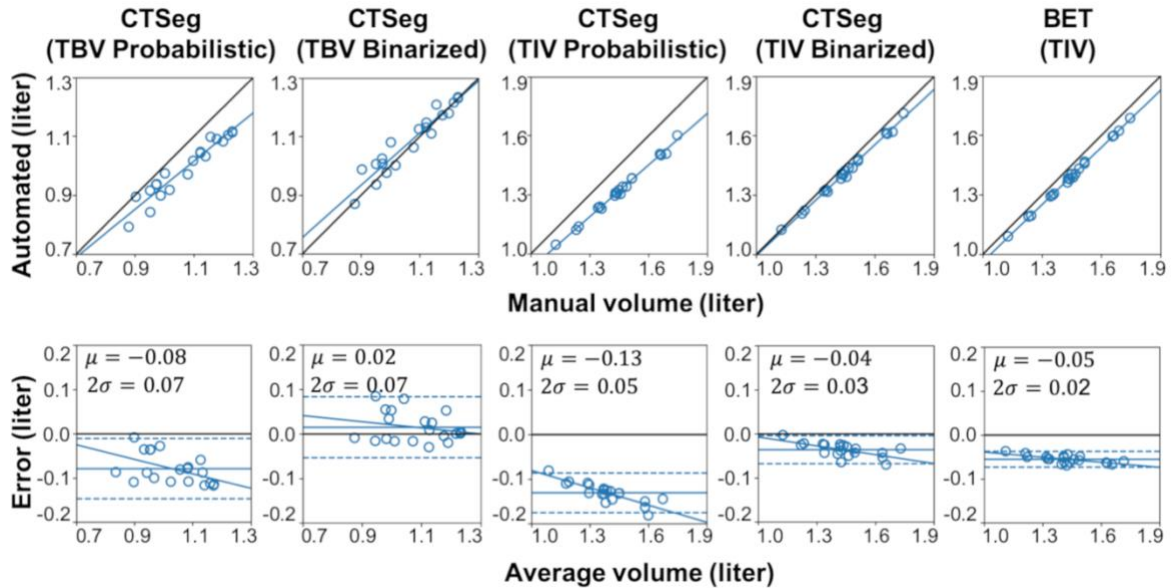 CTSeg
(TBV Probabilistic)
CTSeg
(TBV Binarized)
CTSeg
(TIV Probabilistic)
CTSeg
(TIV Binarized)
BET
(TIV)
Automated (liter)
1.3
1.1
0.9
0.7
0.7 0.9 1.1 1.3
1.3
1.1
0.9
0.7
0.7 0.9 1.1 1.3
1.9
1.6
1.3
1.0
1.0 1.3 1.6 1.9
1.9
1.6
1.3
1.0
1.0 1.3 1.6 1.9
1.9
1.6
1.3
1.0
1.0 1.3 1.6 1.9
Manual volume (liter)
Error (liter)
0.2
0.1
0.0
-0.1
-0.2
μ = −0.08
2σ = 0.07
0.7 0.9 1.1 1.3
0.2
0.1
0.0
-0.1
-0.2
μ = 0.02
2σ = 0.07
0.7 0.9 1.1 1.3
0.2
0.1
0.0
-0.1
-0.2
μ = −0.13
2σ = 0.05
1.0 1.3 1.6 1.9
0.2
0.1
0.0
-0.1
-0.2
μ = −0.04
2σ = 0.03
1.0 1.3 1.6 1.9
0.2
0.1
0.0
-0.1
-0.2
μ = −0.05
2σ = 0.02
1.0 1.3 1.6 1.9
Average volume (liter)